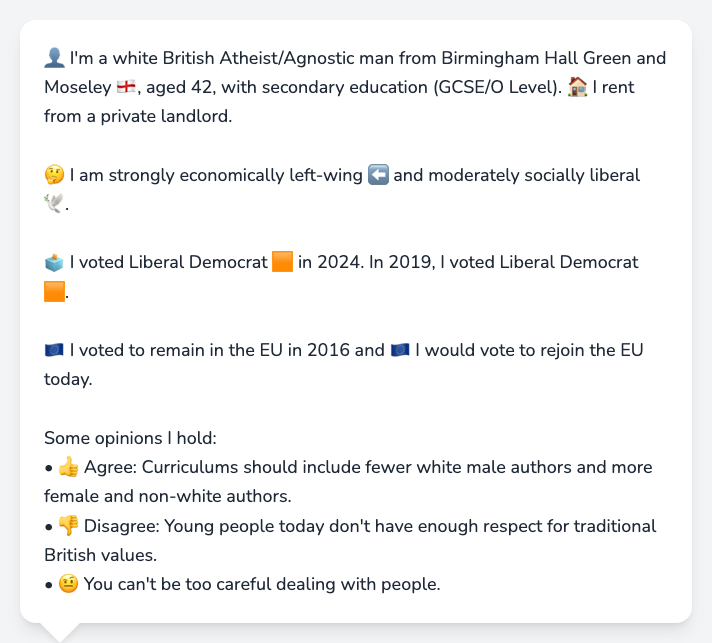 👤 I'm a white British Atheist/Agnostic man from Birmingham Hall Green and
Moseley 🏴󠁧󠁢󠁥󠁮󠁧󠁿, aged 42, with secondary education (GCSE/O Level). 🏠 I rent
from a private landlord.
🤔 I am strongly economically left-wing ⬅️ and moderately socially liberal
🕊️.
🗳️ I voted Liberal Democrat 🟧 in 2024. In 2019, I voted Liberal Democrat
🟧.
🇪🇺 I voted to remain in the EU in 2016 and 🇪🇺 I would vote to rejoin the EU
today.
Some opinions I hold:
• 👍 Agree: Curriculums should include fewer white male authors and more
female and non-white authors.
• 👎 Disagree: Young people today don't have enough respect for traditional
British values.
• 🤨 You can't be too careful dealing with people.